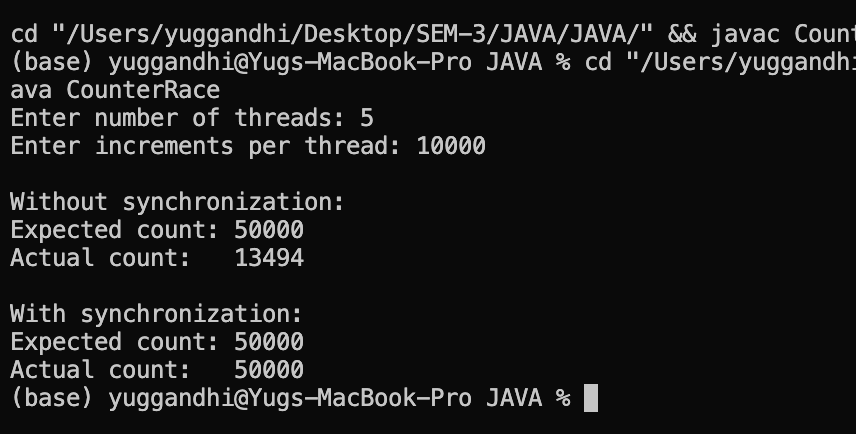 cd "/Users/yuggandhi/Desktop/SEM-3/JAVA/JAVA/" && javac Count
(base) yuggandhi@Yugs-MacBook-Pro JAVA % cd "/Users/yuggandhi
ava CounterRace
Enter number of threads: 5
Enter increments per thread: 10000
Without synchronization:
Expected count: 50000
Actual count:   13494
With synchronization:
Expected count: 50000
Actual count:   50000
(base) yuggandhi@Yugs-MacBook-Pro JAVA %